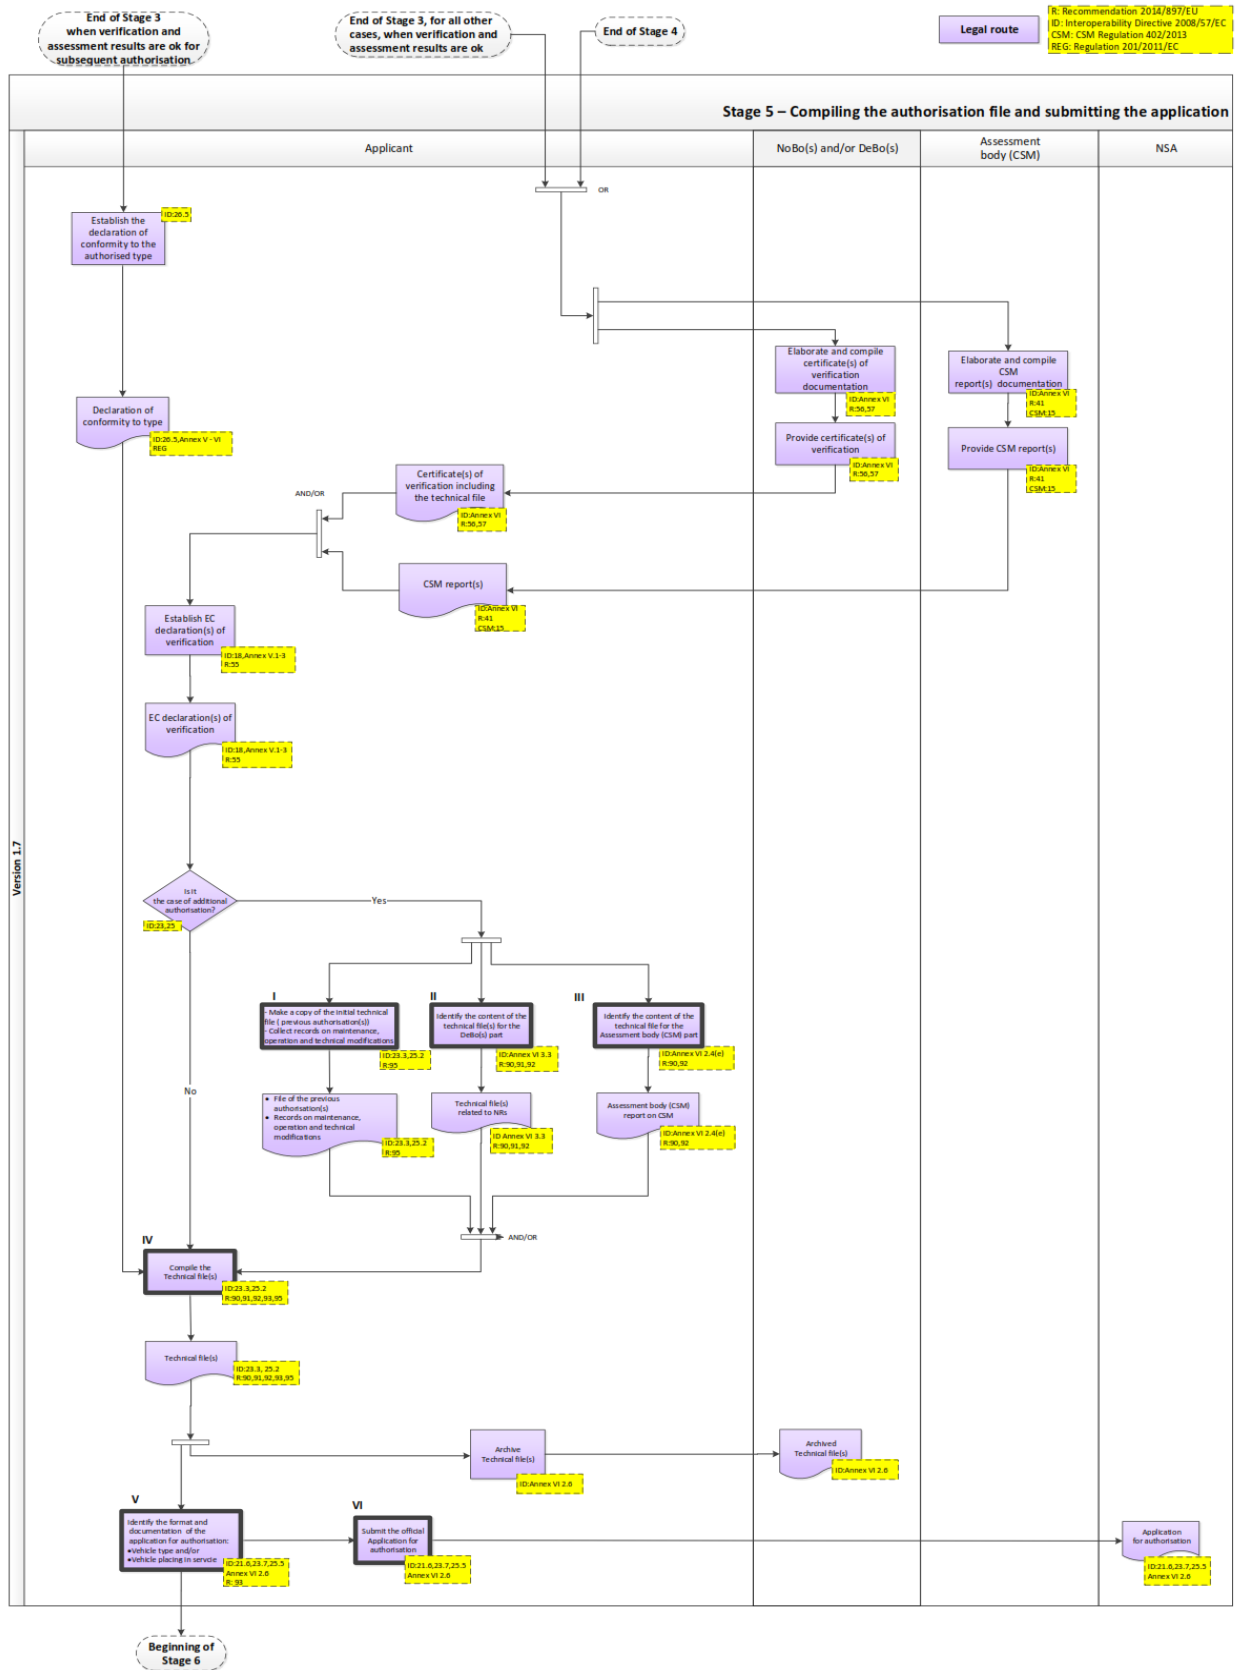 End of Stage 3
when verification and
assessment results are ok for
subsequent authorisation
End of Stage 3, for all other
cases, when verification and
assessment results are ok
End of Stage 4
Legal route
R: Recommendation 2014/897/EU
ID: Interoperability Directive 2008/57/EC
CSM: CSM Regulation 402/2013
REG: Regulation 201/2011/EC
Stage 5 – Compiling the authorisation file and submitting the application
Version 1.7
Applicant
NoBo(s) and/or DeBo(s)
Assessment
body (CSM)
NSA
OR
Establish the
declaration of
conformity to the
authorised type
ID:26.5
Elaborate and compile
certificate(s) of
verification
documentation
ID:Annex VI
R:56,57
Elaborate and compile
CSM
report(s) documentation
ID:Annex VI
R:41
CSM:15
Declaration of
conformity to type
ID:26.5,Annex V - VI
REG
Provide certificate(s) of
verification
ID:Annex VI
R:56,57
Provide CSM report(s)
ID:Annex VI
R:41
CSM:15
Certificate(s) of
verification including
the technical file
ID:Annex VI
R:56,57
AND/OR
CSM report(s)
ID:Annex VI
R:41
CSM:15
Establish EC
declaration(s) of
verification
ID:18,Annex V.1-3
R:55
EC declaration(s) of
verification
ID:18,Annex V.1-3
R:55
Is it
the case of additional
authorisation?
ID:23,25
Yes
No
I
- Make a copy of the initial technical
file ( previous authorisation(s))
- Collect records on maintenance,
operation and technical modifications
ID:23.3,25.2
R:95
II
Identify the content of the
technical file(s) for the
DeBo(s) part
ID:Annex VI 3.3
R:90,91,92
III
Identify the content of the
technical file for the
Assessment body (CSM) part
ID:Annex VI 2.4(e)
R:90,92
• File of the previous
authorisation(s)
• Records on maintenance,
operation and technical
modifications
ID:23.3,25.2
R:95
Technical file(s)
related to NRs
ID Annex VI 3.3
R:90,91,92
Assessment body (CSM)
report on CSM
ID:Annex VI 2.4(e)
R:90,92
AND/OR
IV
Compile the
Technical file(s)
ID:23.3,25.2
R:90,91,92,93,95
Technical file(s)
ID:23.3, 25.2
R:90,91,92,93,95
Archive
Technical file(s)
ID:Annex VI 2.6
Archived
Technical file(s)
ID:Annex VI 2.6
V
Identify the format and
documentation of the
application for authorisation:
•Vehicle type and/or
•Vehicle placing in servcie
ID:21.6,23.7,25.5
Annex VI 2.6
R: 93
VI
Submit the official
Application for
authorisation
ID:21.6,23.7,25.5
Annex VI 2.6
Application
for authorisation
ID:21.6,23.7,25.5
Annex VI 2.6
Beginning of
Stage 6